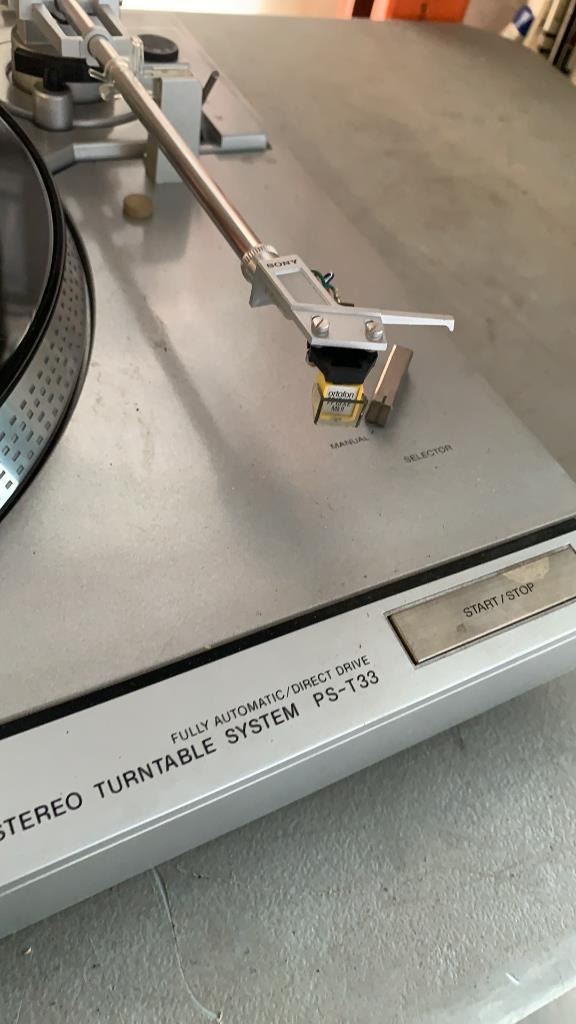 SONY
ortofon
MANUAL
SELECTOR
START/STOP
FULLY AUTOMATIC/DIRECT DRIVE
STEREO TURNTABLE SYSTEM PS-T33